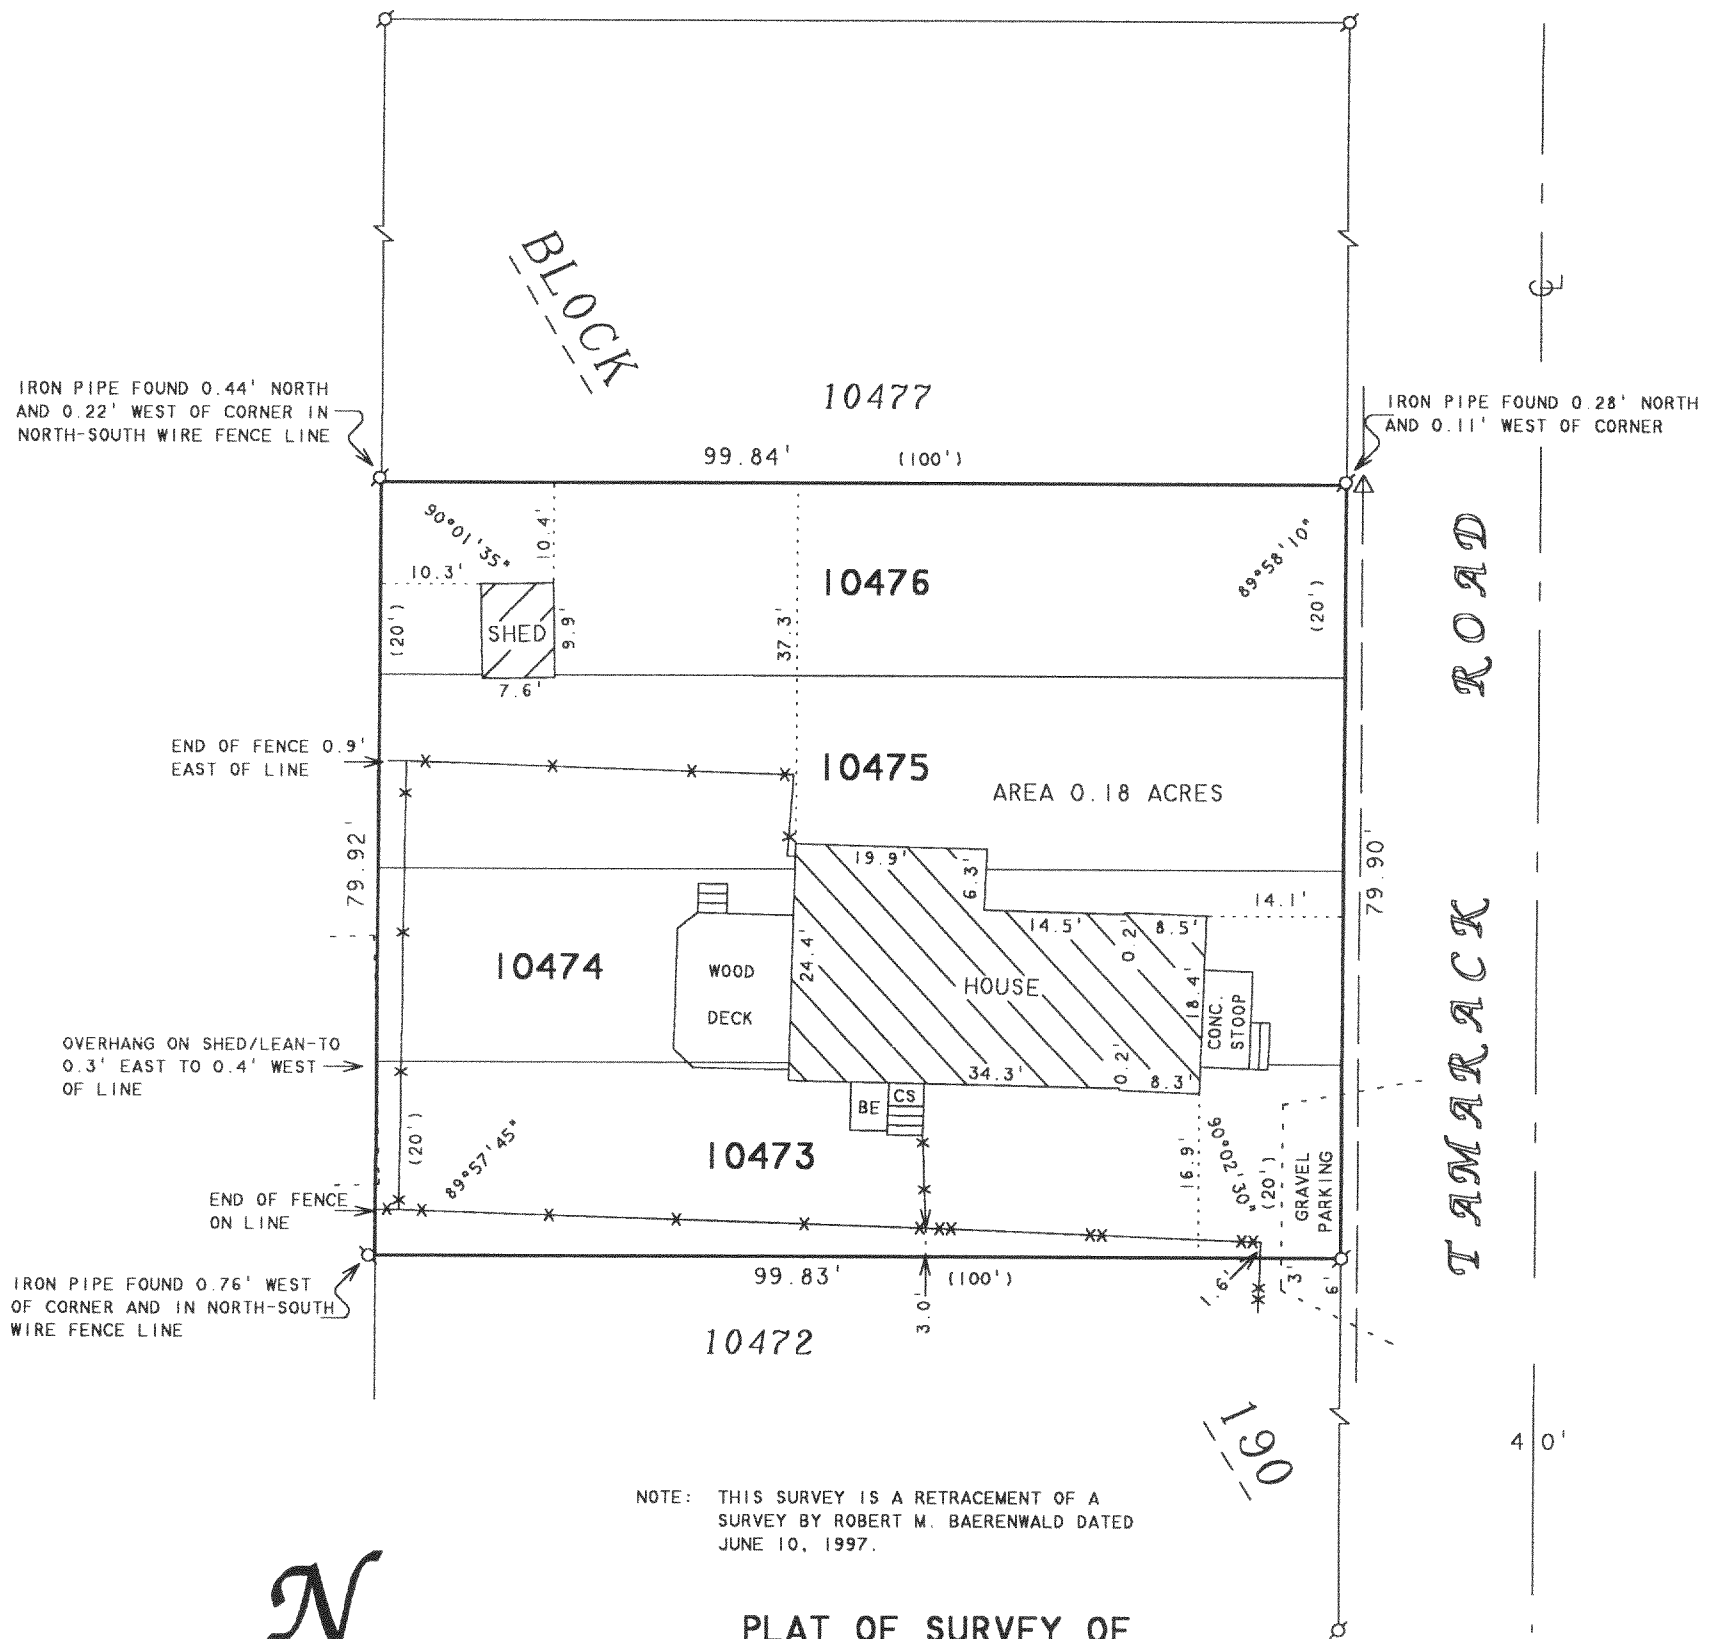 BLOCK
10477
IRON PIPE FOUND 0.44' NORTH
AND 0.22' WEST OF CORNER IN
NORTH-SOUTH WIRE FENCE LINE
IRON PIPE FOUND 0.28' NORTH
AND 0.11' WEST OF CORNER
99.84' (100')
90°01'35"
10.4'
89°58'10"
10.3'
10476
(20')
SHED
9.9'
37.3'
(20')
7.6'
TAMARACK ROAD
END OF FENCE 0.9'
EAST OF LINE
10475
AREA 0.18 ACRES
79.92'
79.90'
19.9'
6.3'
14.1'
14.5'
0.2'
8.5'
24.4'
10474
WOOD
DECK
HOUSE
18.4'
CONC.
STOOP
OVERHANG ON SHED/LEAN-TO
0.3' EAST TO 0.4' WEST
OF LINE
34.3'
0.2'
8.3'
BE
CS
(20')
89°57'45"
10473
16.9'
90°02'30"
(20')
GRAVEL
PARKING
END OF FENCE
ON LINE
99.83' (100')
1.6'
3'
6'
3.0'
IRON PIPE FOUND 0.76' WEST
OF CORNER AND IN NORTH-SOUTH
WIRE FENCE LINE
10472
190
40'
NOTE: THIS SURVEY IS A RETRACEMENT OF A
SURVEY BY ROBERT M. BAERENWALD DATED
JUNE 10, 1997.
N
PLAT OF SURVEY OF